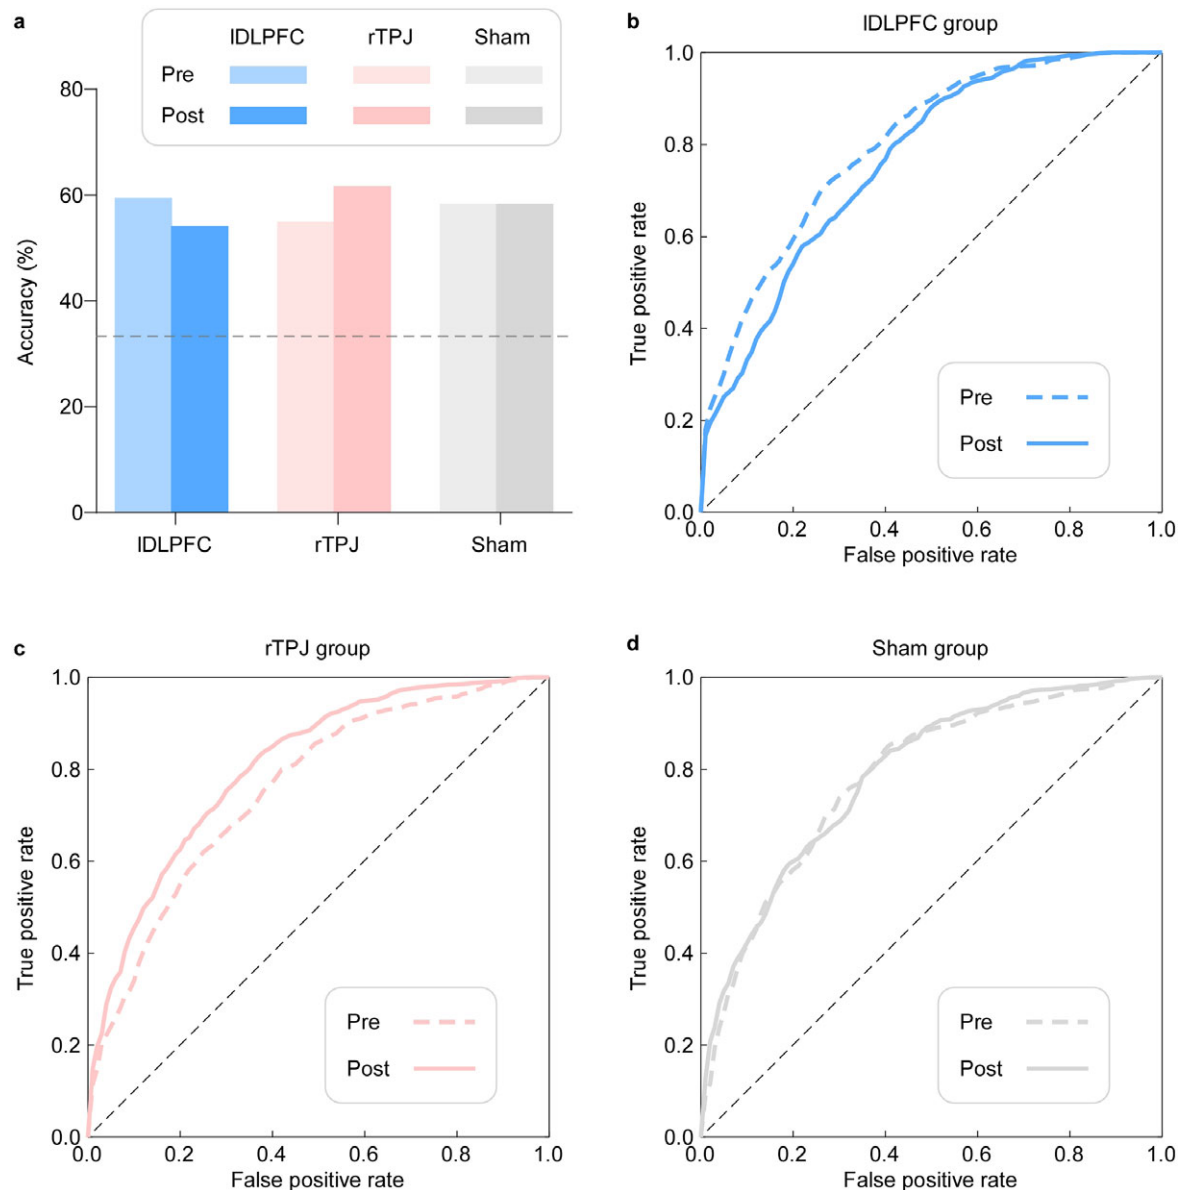 a
lDLPFC rTPJ Sham
Pre
Post
80
60
40
20
0
Accuracy (%)
lDLPFC rTPJ Sham
b
lDLPFC group
1.0
0.8
0.6
0.4
0.2
0.0
True positive rate
Pre
Post
0.0 0.2 0.4 0.6 0.8 1.0
False positive rate
c
rTPJ group
1.0
0.8
0.6
0.4
0.2
0.0
True positive rate
Pre
Post
0.0 0.2 0.4 0.6 0.8 1.0
False positive rate
d
Sham group
1.0
0.8
0.6
0.4
0.2
0.0
True positive rate
Pre
Post
0.0 0.2 0.4 0.6 0.8 1.0
False positive rate